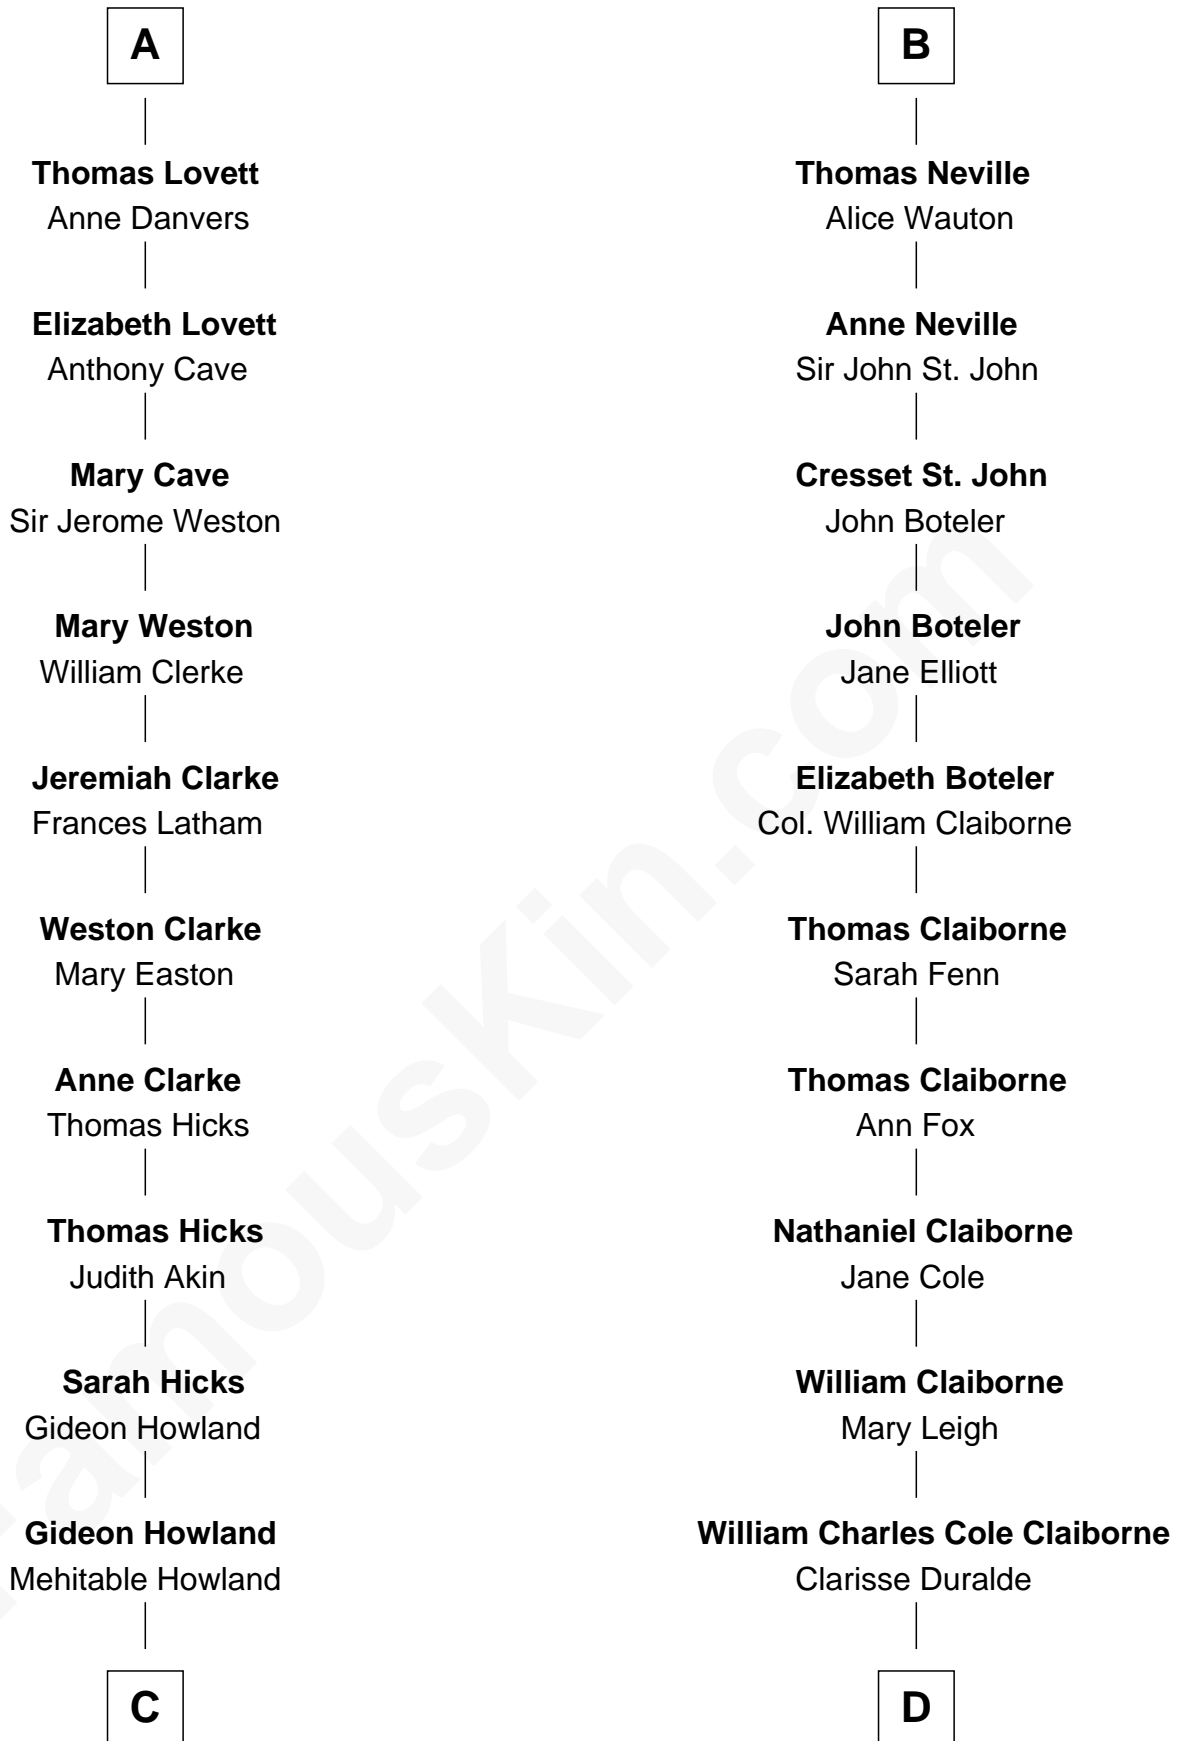 A
Thomas Lovett
Anne Danvers
Elizabeth Lovett
Anthony Cave
Mary Cave
Sir Jerome Weston
Mary Weston
William Clerke
Jeremiah Clarke
Frances Latham
Weston Clarke
Mary Easton
Anne Clarke
Thomas Hicks
Thomas Hicks
Judith Akin
Sarah Hicks
Gideon Howland
Gideon Howland
Mehitable Howland
C
B
Thomas Neville
Alice Wauton
Anne Neville
Sir John St. John
Cresset St. John
John Boteler
John Boteler
Jane Elliott
Elizabeth Boteler
Col. William Claiborne
Thomas Claiborne
Sarah Fenn
Thomas Claiborne
Ann Fox
Nathaniel Claiborne
Jane Cole
William Claiborne
Mary Leigh
William Charles Cole Claiborne
Clarisse Duralde
D
FamousKin.com